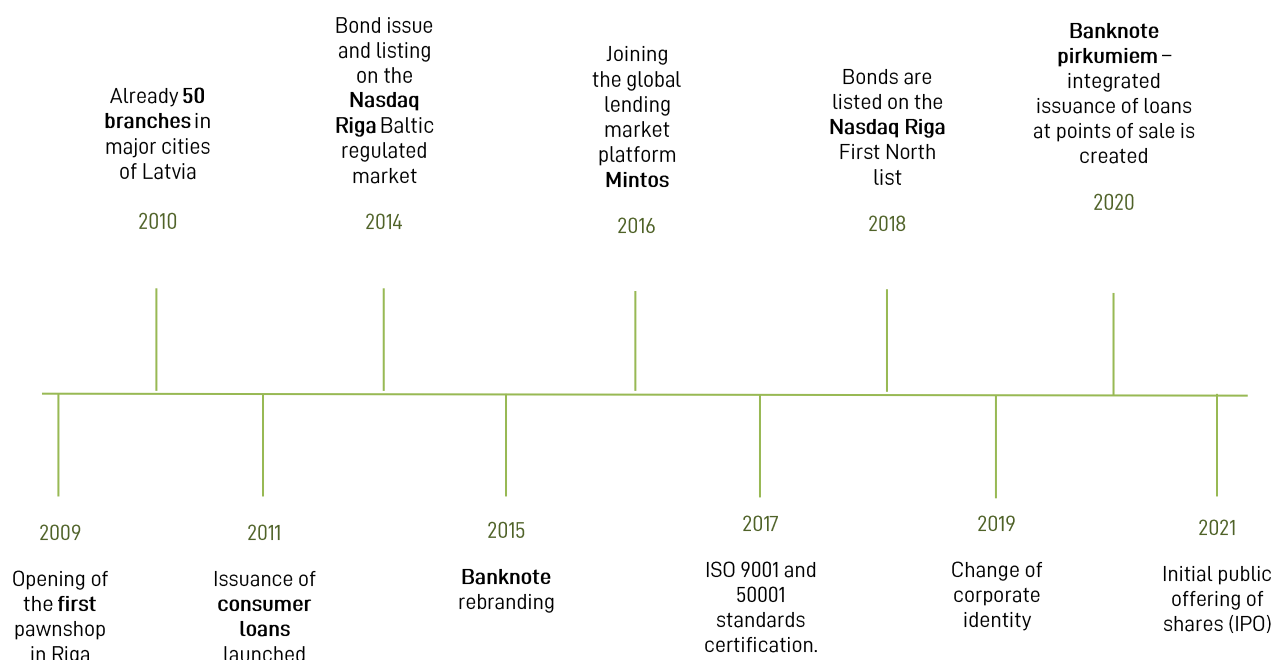 Already 50
branches in
major cities
of Latvia
2010
Bond issue
and listing
on the
Nasdaq
Riga Baltic
regulated
market
2014
Joining
the global
lending
market
platform
Mintos
2016
Bonds are
listed on the
Nasdaq Riga
First North
list
2018
Banknote
pirkumiem –
integrated
issuance of loans
at points of sale is
created
2020
2009
Opening of
the first
pawnshop
in Riga
2011
Issuance of
consumer
loans
launched
2015
Banknote
rebranding
2017
ISO 9001 and
50001
standards
certification.
2019
Change of
corporate
identity
2021
Initial public
offering of
shares (IPO)